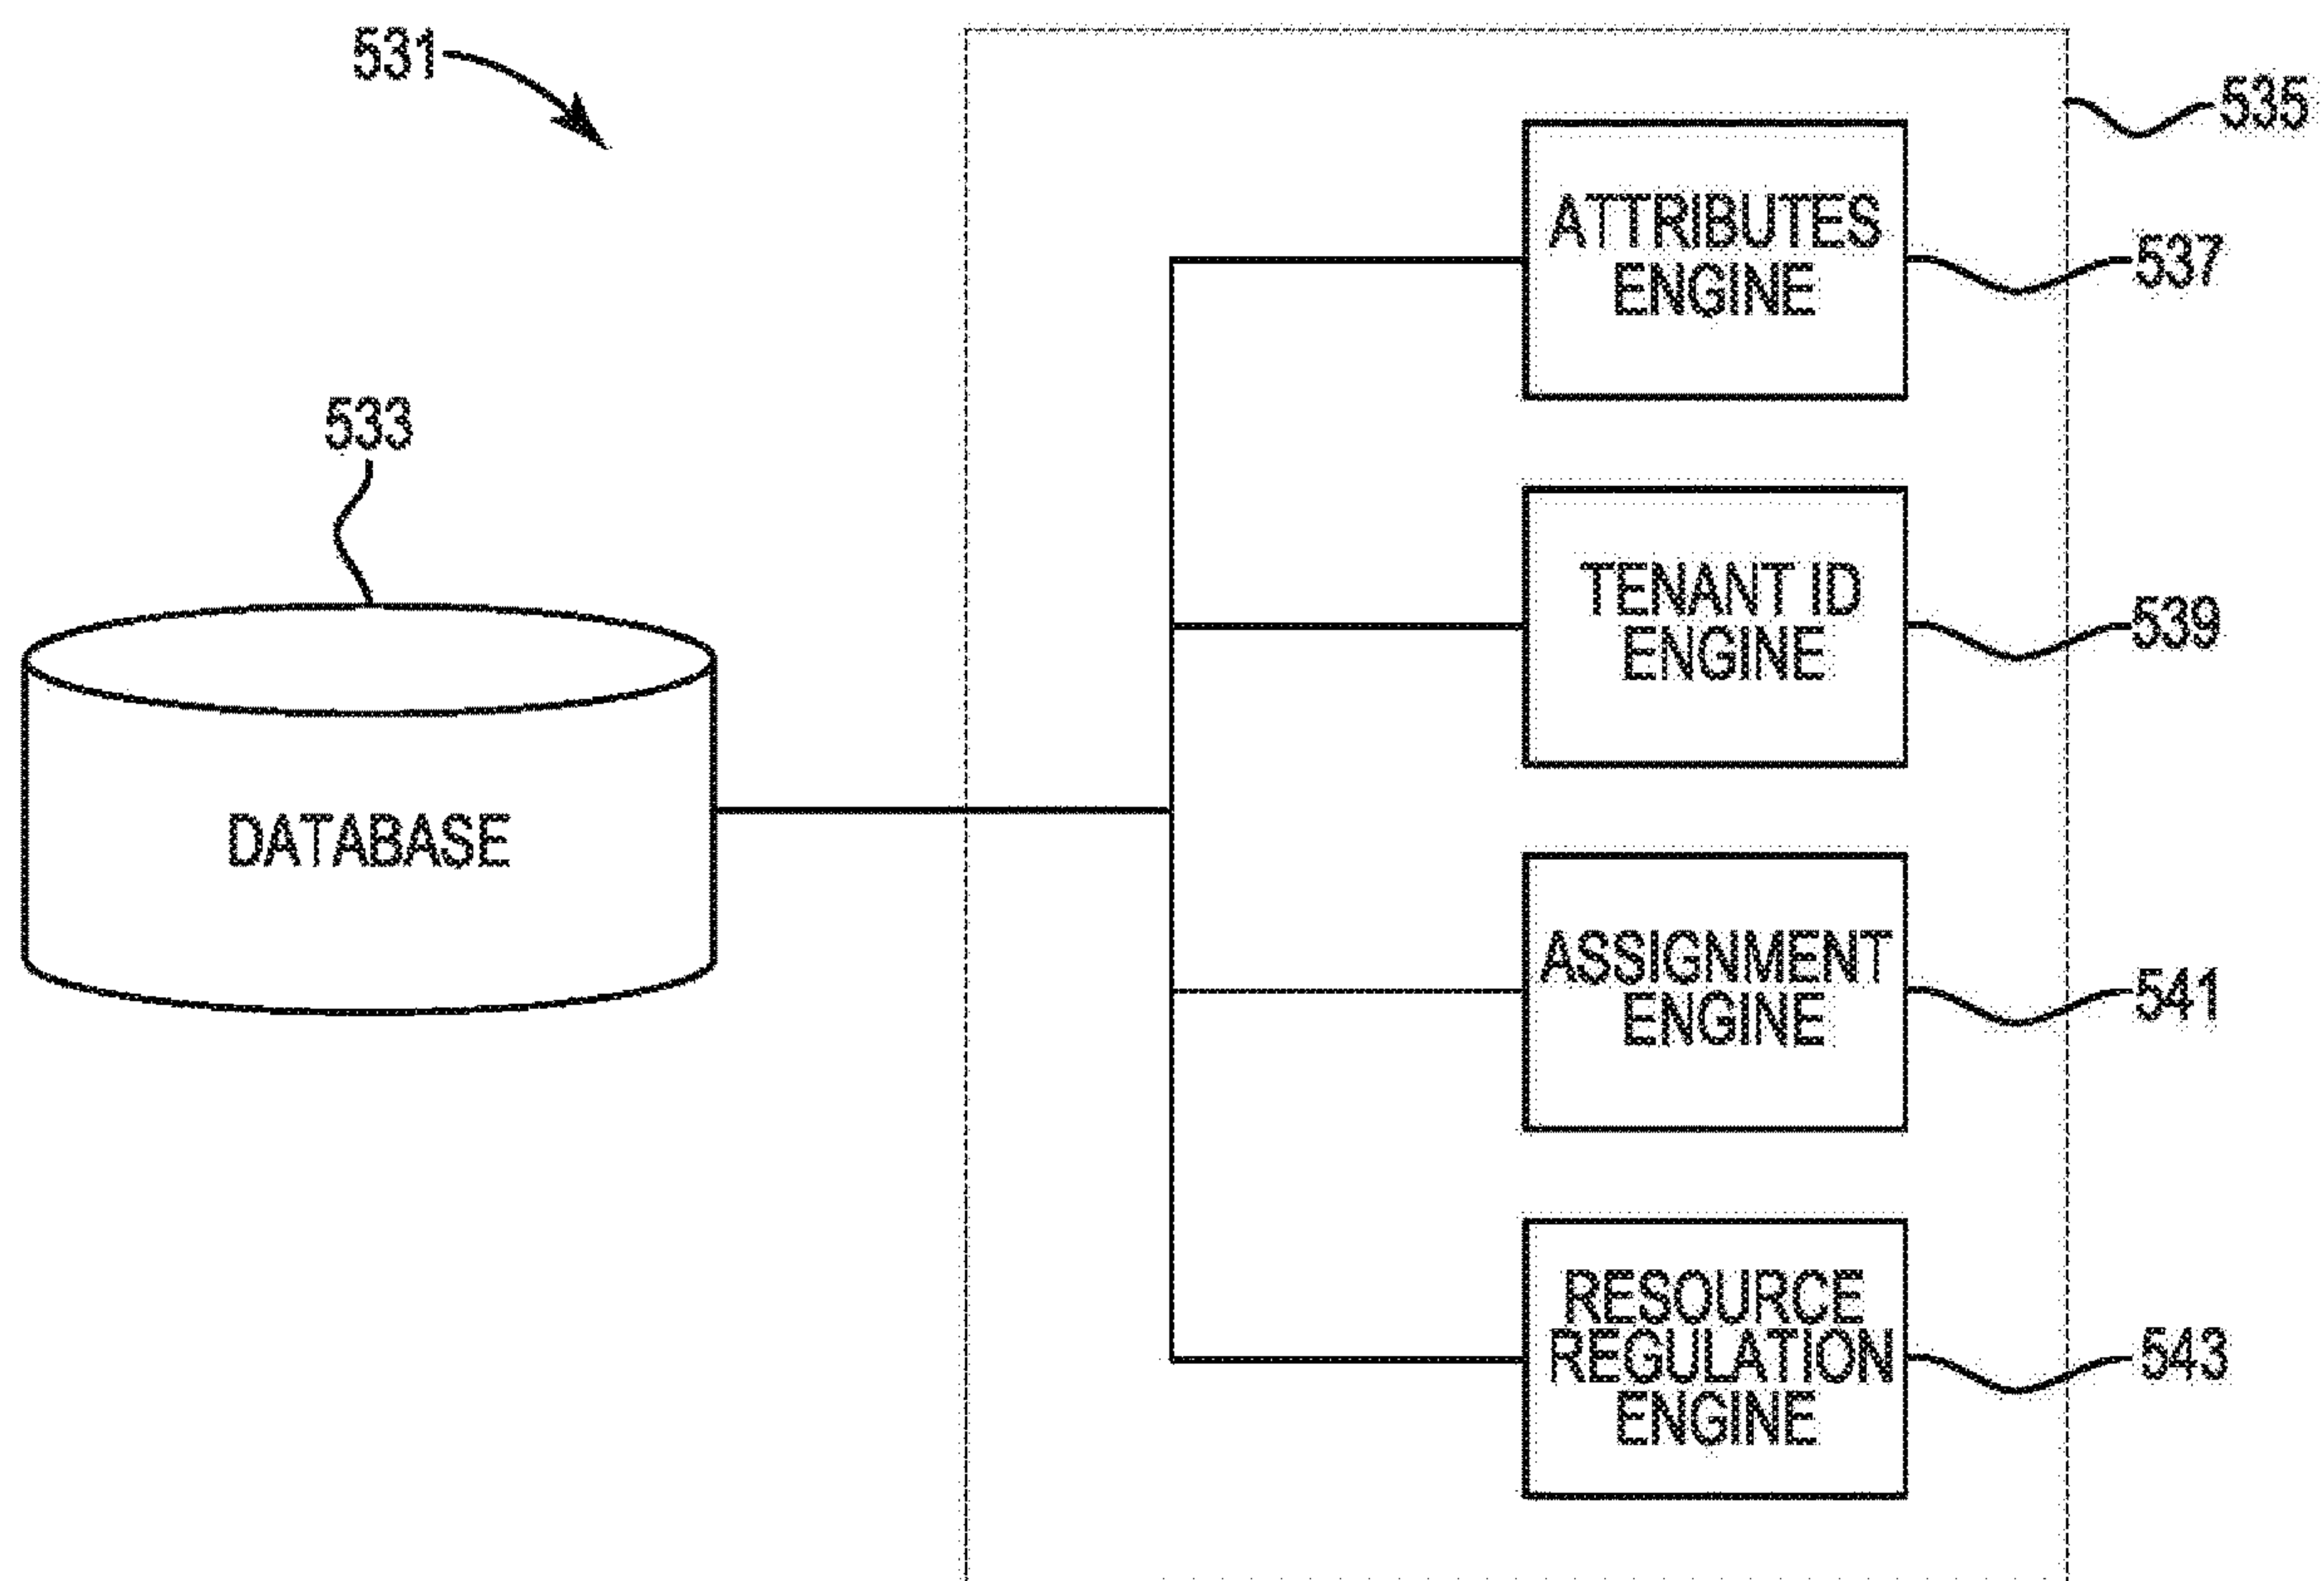 531
535
ATTRIBUTES
ENGINE
537
533
TENANT ID
ENGINE
539
DATABASE
ASSIGNMENT
ENGINE
541
RESOURCE
REGULATION
ENGINE
543